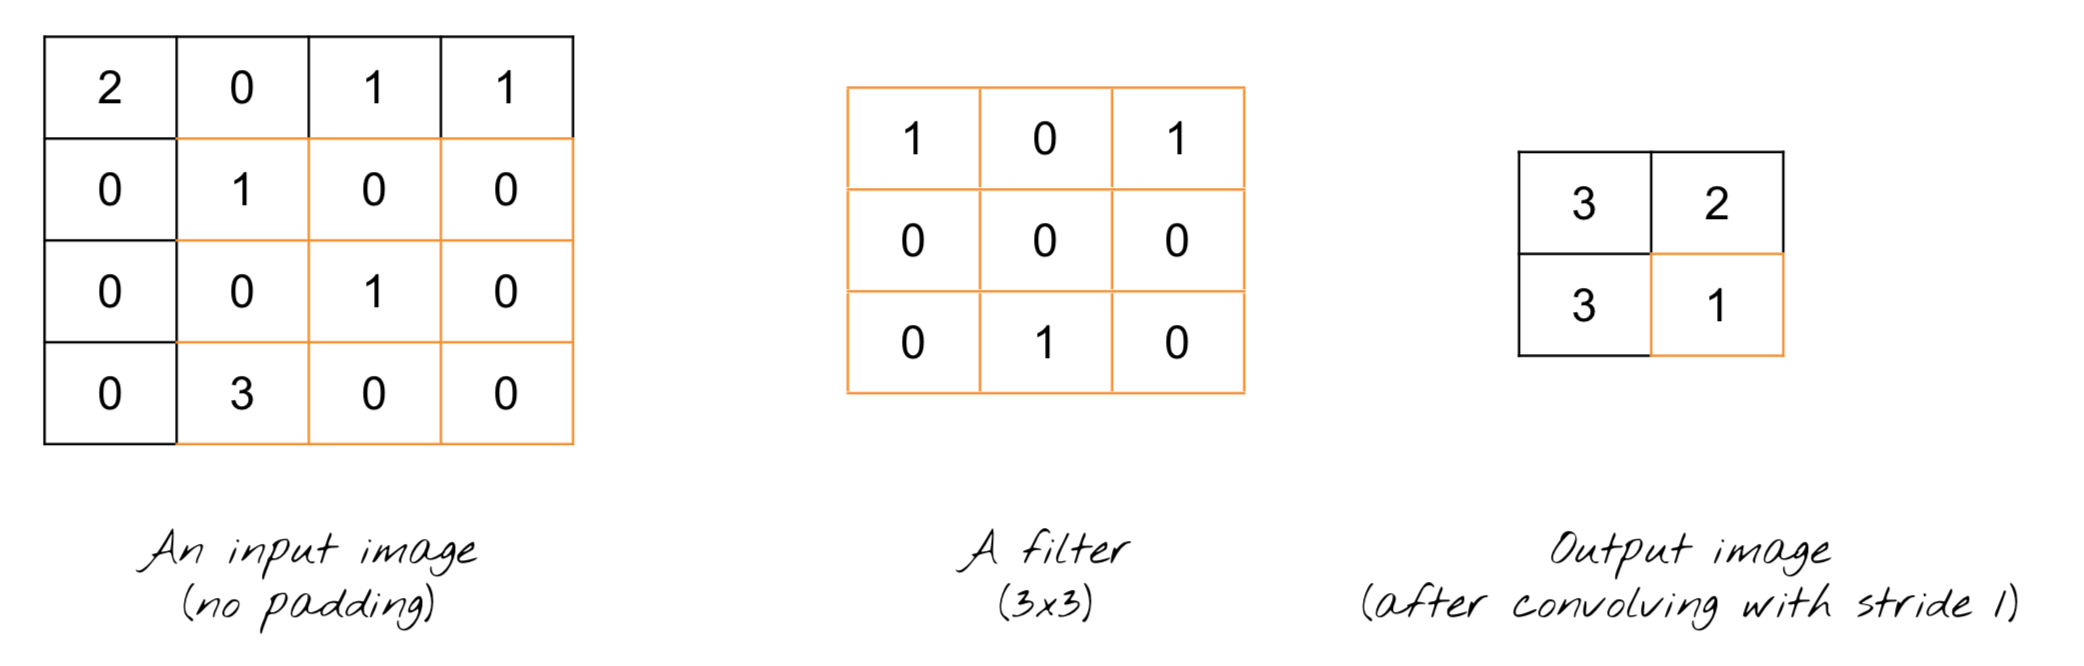 2 0 1 1
0 1 0 0
0 0 1 0
0 3 0 0
An input image
(no padding)
1 0 1
0 0 0
0 1 0
A filter
(3x3)
3 2
3 1
Output image
(after convolving with stride 1)